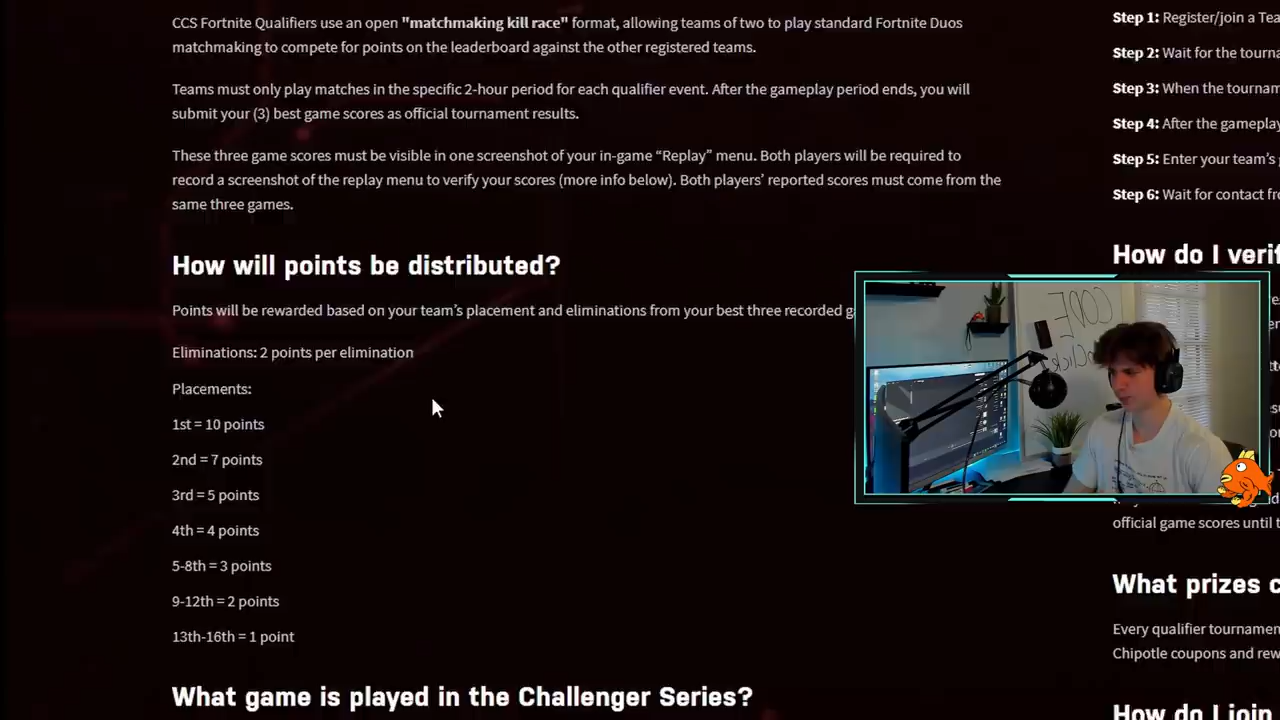 CCS Fortnite Qualifiers use an open "matchmaking kill race" format, allowing teams of two to play standard Fortnite Duos
matchmaking to compete for points on the leaderboard against the other registered teams.
Teams must only play matches in the specific 2-hour period for each qualifier event. After the gameplay period ends, you will
submit your (3) best game scores as official tournament results.
These three game scores must be visible in one screenshot of your in-game “Replay” menu. Both players will be required to
record a screenshot of the replay menu to verify your scores (more info below). Both players’ reported scores must come from the
same three games.
How will points be distributed?
Points will be rewarded based on your team’s placement and eliminations from your best three recorded
Eliminations: 2 points per elimination
Placements:
1st = 10 points
2nd = 7 points
3rd = 5 points
4th = 4 points
5-8th = 3 points
9-12th = 2 points
13th-16th = 1 point
What game is played in the Challenger Series?
Step 1: Register/join a
Step 2: Wait for the
Step 3: When the
Step 4: After the gameplay
Step 5: Enter your team’s
Step 6: Wait for contact
How do I
CODE
official game scores until
What prizes
Every qualifier
Chipotle coupons and
How do I join